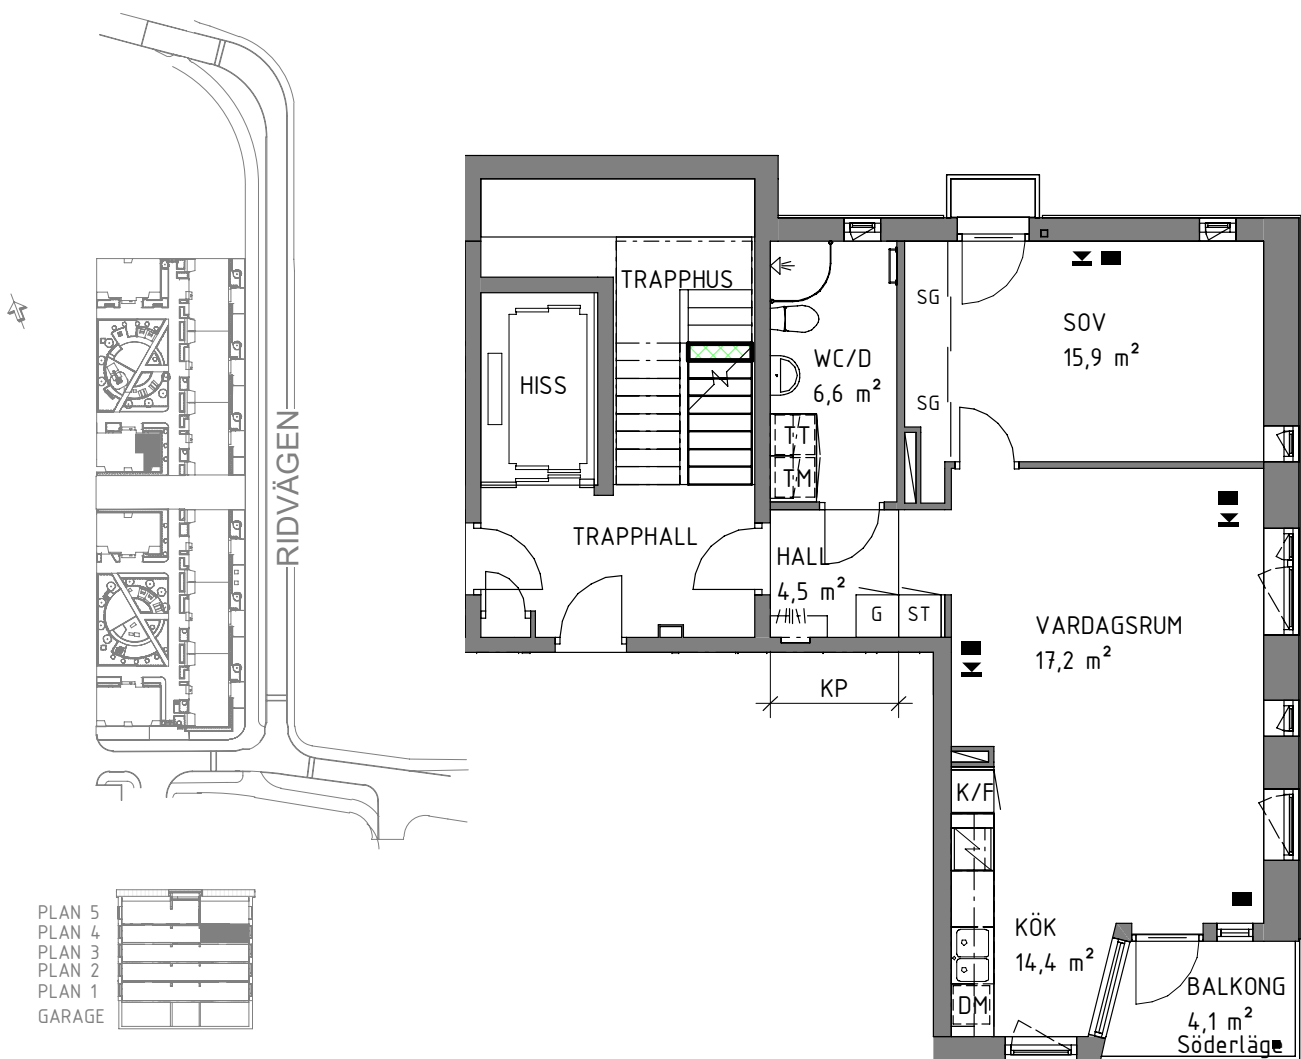 RIDVÄGEN
PLAN 5
PLAN 4
PLAN 3
PLAN 2
PLAN 1
GARAGE
TRAPPHUS
HISS
TRAPPHALL
WC/D
6,6 m²
TT
TM
SG
SG
SOV
15,9 m²
HALL
4,5 m²
G
ST
KP
VARDAGSRUM
17,2 m²
K/F
KÖK
14,4 m²
DM
BALKONG
4,1 m²
Söderläge